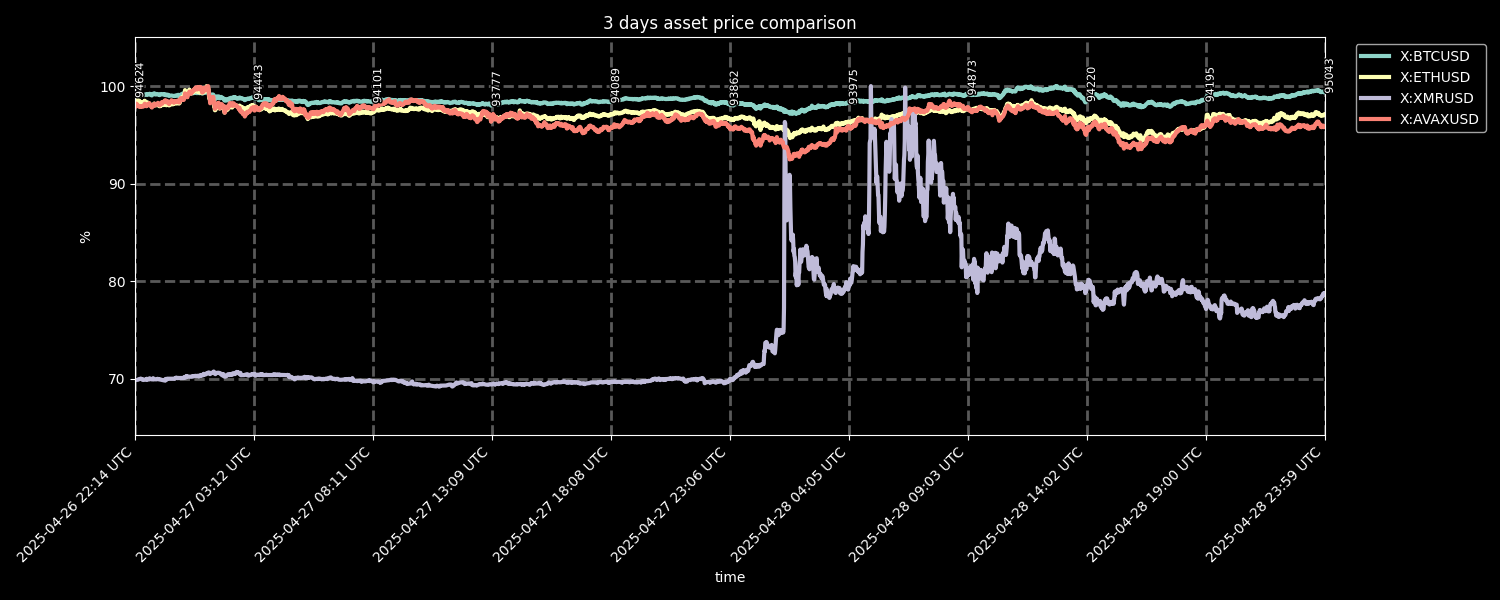 3 days asset price comparison
X:BTCUSD
X:ETHUSD
X:XMRUSD
X:AVAXUSD
100
90
80
70
%
94624
94443
94101
93777
94089
93862
93975
94873
94220
94195
95043
2025-04-26 22:14 UTC
2025-04-27 03:12 UTC
2025-04-27 08:11 UTC
2025-04-27 13:09 UTC
2025-04-27 18:08 UTC
2025-04-27 23:06 UTC
2025-04-28 04:05 UTC
2025-04-28 09:03 UTC
2025-04-28 14:02 UTC
2025-04-28 19:00 UTC
2025-04-28 23:59 UTC
time